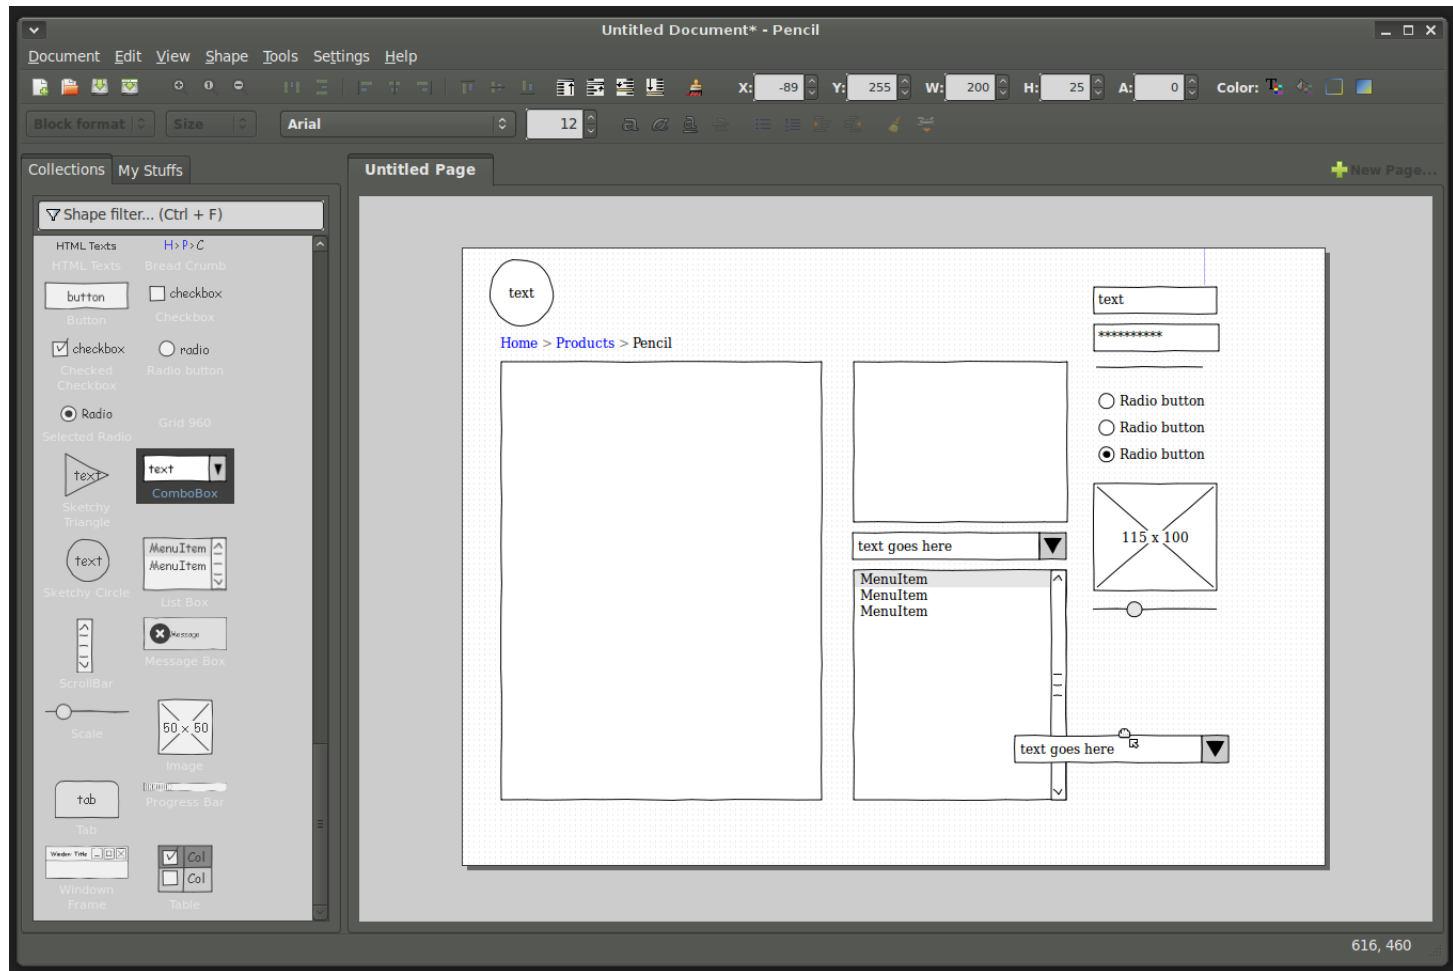 Untitled Document* - Pencil
Document Edit View Shape Tools Settings Help
X: -89 Y: 255 W: 200 H: 25 A: 0 Color:
Block format Size Arial 12
Collections My Stuffs
Untitled Page
New Page...
Shape filter... (Ctrl + F)
HTML Texts H>P>C
HTML Texts Bread Crumb
button checkbox
Button Checkbox
checkbox radio
Checked Checkbox Radio button
Radio
Selected Radio Grid 960
text text
Sketchy Triangle ComboBox
text MenuItem
MenuItem
Sketchy Circle List Box
Message
ScrollBar Message Box
50 x 50
Scale Image
tab
Tab Progress Bar
Window Title Col
Col
Windown Frame Table
text
Home > Products > Pencil
text goes here
MenuItem
MenuItem
MenuItem
text
**********
Radio button
Radio button
Radio button
115 x 100
text goes here
616, 460